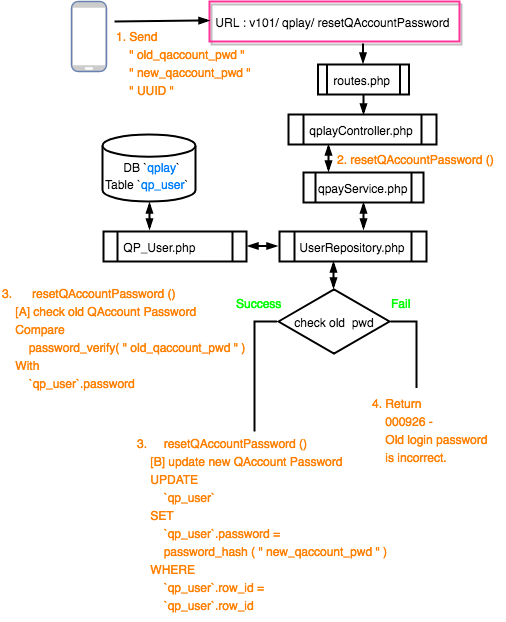 URL : v101/ qplay/ resetQAccountPassword
1. Send
" old_qaccount_pwd "
" new_qaccount_pwd "
" UUID "
routes.php
qplayController.php
2. resetQAccountPassword ()
DB `qplay`
Table `qp_user`
qpayService.php
QP_User.php
UserRepository.php
3. resetQAccountPassword ()
[A] check old QAccount Password
Compare
password_verify( " old_qaccount_pwd " )
With
`qp_user`.password
Success
Fail
check old pwd
4. Return
000926 -
Old login password
is incorrect.
3. resetQAccountPassword ()
[B] update new QAccount Password
UPDATE
`qp_user`
SET
`qp_user`.password =
password_hash ( " new_qaccount_pwd " )
WHERE
`qp_user`.row_id =
`qp_user`.row_id